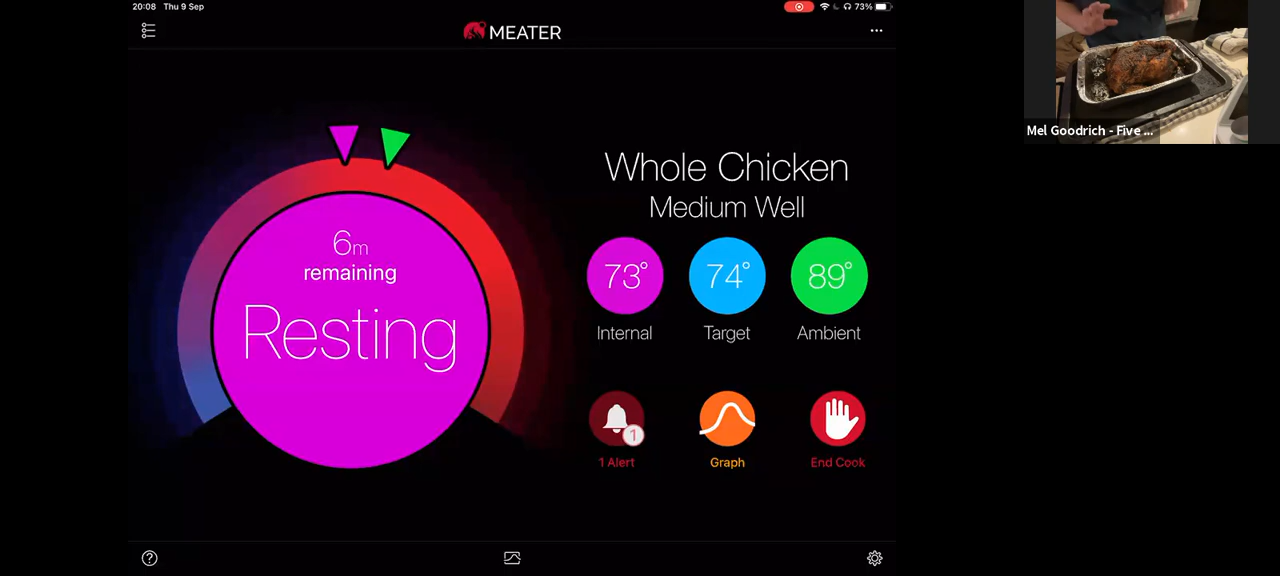 20:08 Thu 9 Sep
73%
MEATER
Whole Chicken
Medium Well
6m
remaining
Resting
73° 74° 89°
Internal Target Ambient
1
1 Alert Graph End Cook
?
Mel Goodrich - Five ...